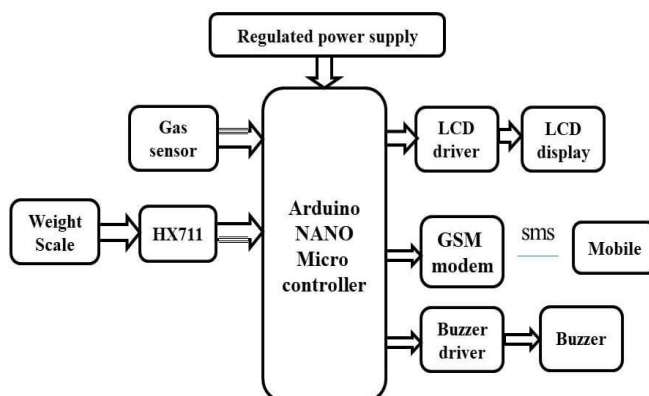 Regulated power supply
Gas
sensor
LCD
driver
LCD
display
Weight
Scale
HX711
Arduino
NANO
Micro
controller
GSM
modem
sms
Mobile
Buzzer
driver
Buzzer